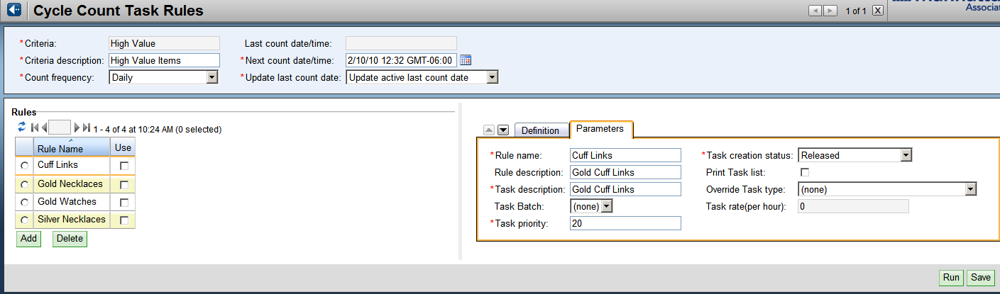 Cycle Count Task Rules
1 of 1 X
Associat
*Criteria: High Value
Last count date/time:
*Criteria description: High Value Items
*Next count date/time: 2/10/10 12:32 GMT-06:00
*Count frequency: Daily
*Update last count date: Update active last count date
Rules
1 - 4 of 4 at 10:24 AM (0 selected)
Rule Name Use
Cuff Links
Gold Necklaces
Gold Watches
Silver Necklaces
Add Delete
Definition Parameters
*Rule name: Cuff Links
*Task creation status: Released
Rule description: Gold Cuff Links
Print Task list:
*Task description: Gold Cuff Links
Override Task type: (none)
Task Batch: (none)
Task rate(per hour): 0
*Task priority: 20
Run Save